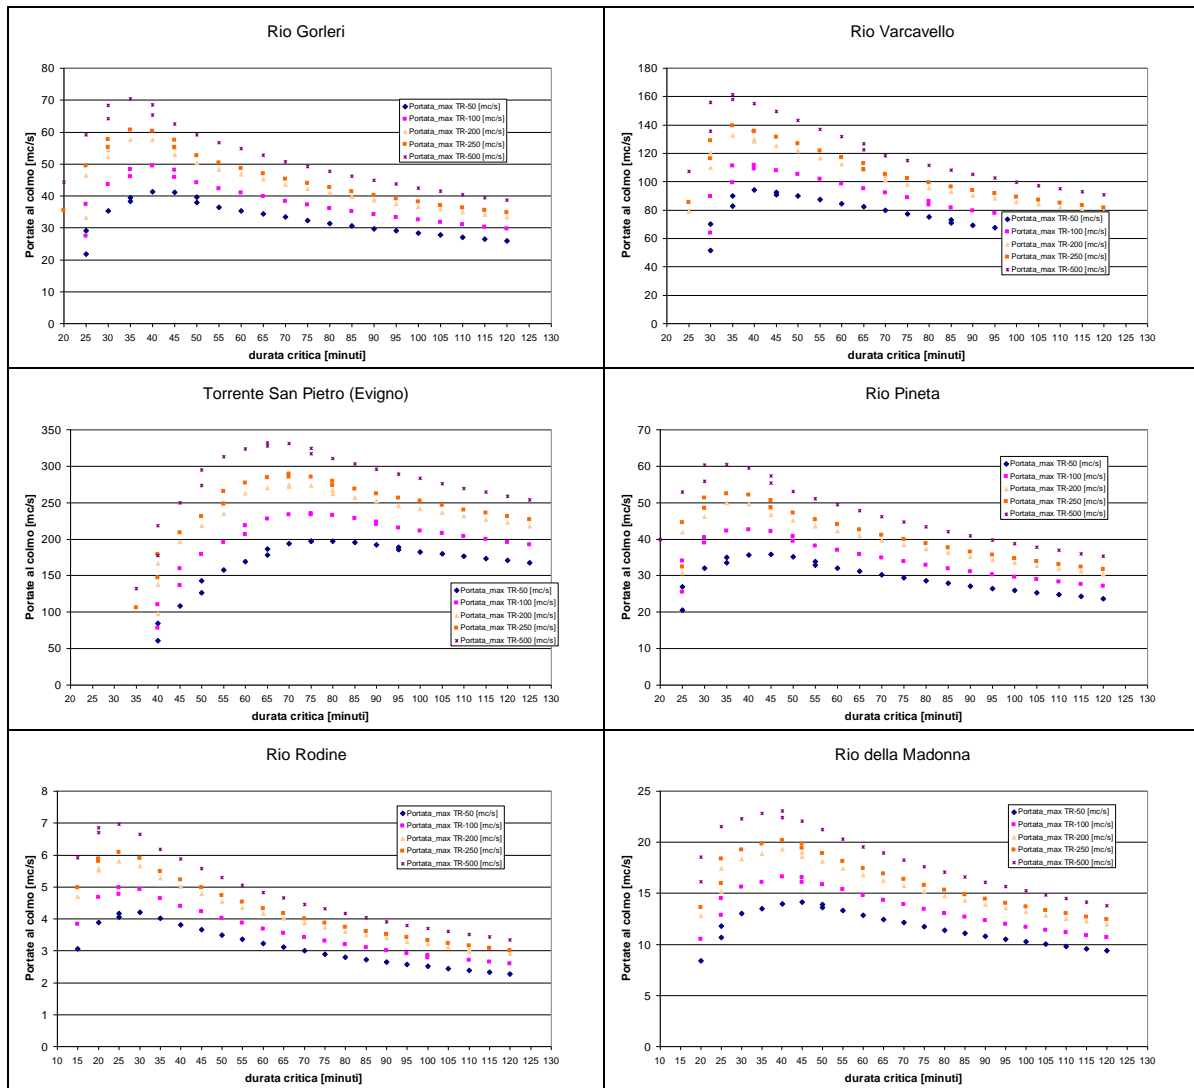 Rio Gorleri
Portate al colmo [mc/s]
80
70
60
50
40
30
20
10
0
Portata_max TR-50 [mc/s]
Portata_max TR-100 [mc/s]
Portata_max TR-200 [mc/s]
Portata_max TR-250 [mc/s]
Portata_max TR-500 [mc/s]
20 25 30 35 40 45 50 55 60 65 70 75 80 85 90 95 100 105 110 115 120 125 130
durata critica [minuti]
Rio Varcavello
Portate al colmo [mc/s]
180
160
140
120
100
80
60
40
20
0
Portata_max TR-50 [mc/s]
Portata_max TR-100 [mc/s]
Portata_max TR-200 [mc/s]
Portata_max TR-250 [mc/s]
Portata_max TR-500 [mc/s]
20 25 30 35 40 45 50 55 60 65 70 75 80 85 90 95 100 105 110 115 120 130
durata critica [minuti]
Torrente San Pietro (Evigno)
Portate al colmo [mc/s]
350
300
250
200
150
100
50
0
Portata_max TR-50 [mc/s]
Portata_max TR-100 [mc/s]
Portata_max TR-200 [mc/s]
Portata_max TR-250 [mc/s]
Portata_max TR-500 [mc/s]
20 20 30 35 40 45 50 55 60 65 70 75 80 85 90 95 100 105 110 115 120 125 130
durata critica [minuti]
Rio Pineta
Portate al colmo [mc/s]
70
60
50
40
30
20
10
0
Portata_max TR-50 [mc/s]
Portata_max TR-100 [mc/s]
Portata_max TR-200 [mc/s]
Portata_max TR-250 [mc/s]
Portata_max TR-500 [mc/s]
20 25 30 35 40 45 50 55 60 65 70 75 80 85 90 95 100 105 110 115 120 130
durata critica [minuti]
Rio Rodine
Portate al colmo [mc/s]
8
7
6
5
4
3
2
1
0
Portata_max TR-50 [mc/s]
Portata_max TR-100 [mc/s]
Portata_max TR-200 [mc/s]
Portata_max TR-250 [mc/s]
Portata_max TR-500 [mc/s]
10 15 20 25 30 35 40 45 50 55 60 65 70 75 80 85 90 95 100 105 110 115 120 130
durata critica [minuti]
Rio della Madonna
Portate al colmo [mc/s]
25
20
15
10
5
0
Portata_max TR-50 [mc/s]
Portata_max TR-100 [mc/s]
Portata_max TR-200 [mc/s]
Portata_max TR-250 [mc/s]
Portata_max TR-500 [mc/s]
10 15 20 25 30 35 40 45 50 55 60 65 70 75 80 85 90 95 100 105 110 115 120 130
durata critica [minuti]